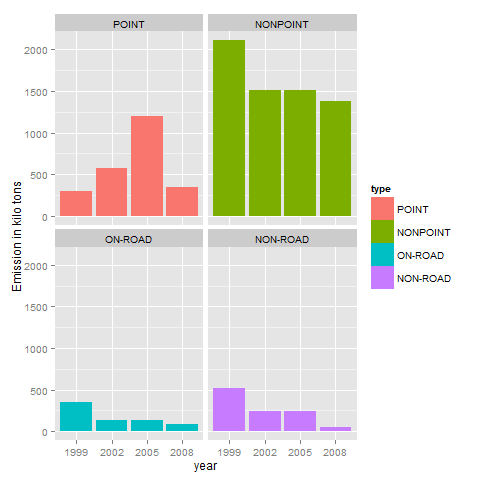 POINT
NONPOINT
2000
1500
1000
500
0
ON-ROAD
NON-ROAD
2000
1500
1000
500
0
1999 2002 2005 2008
1999 2002 2005 2008
year
Emission in kilo tons
type
POINT
NONPOINT
ON-ROAD
NON-ROAD